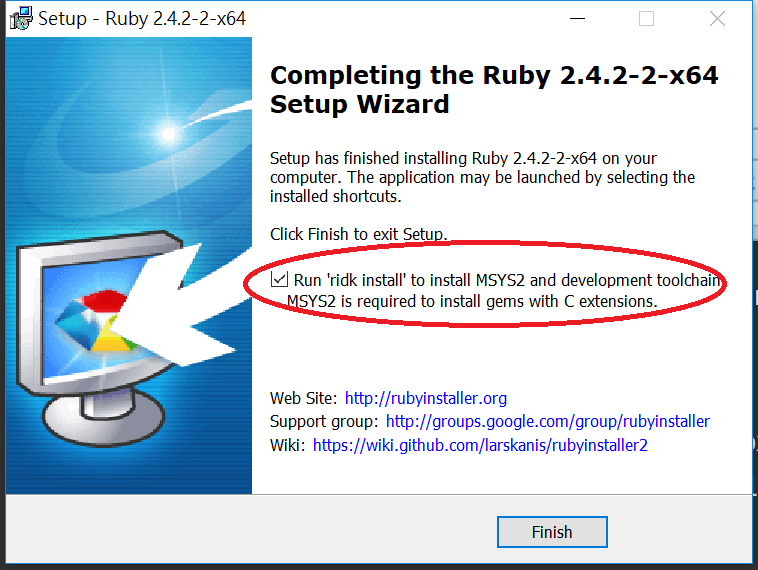 Setup - Ruby 2.4.2-2-x64
Completing the Ruby 2.4.2-2-x64
Setup Wizard
Setup has finished installing Ruby 2.4.2-2-x64 on your
computer. The application may be launched by selecting the
installed shortcuts.
Click Finish to exit Setup.
Run 'ridk install' to install MSYS2 and development toolchain
MSYS2 is required to install gems with C extensions.
Web Site: http://rubyinstaller.org
Support group: http://groups.google.com/group/rubyinstaller
Wiki: https://wiki.github.com/larskanis/rubyinstaller2
Finish